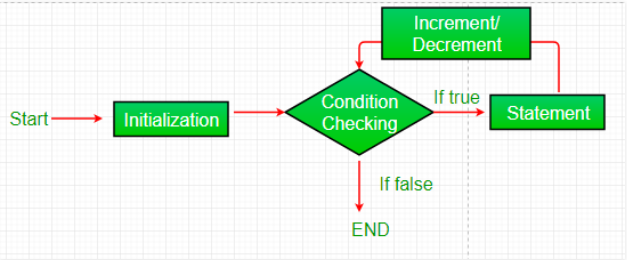 Increment/
Decrement
Start
Initialization
Condition
Checking
If true
Statement
If false
END